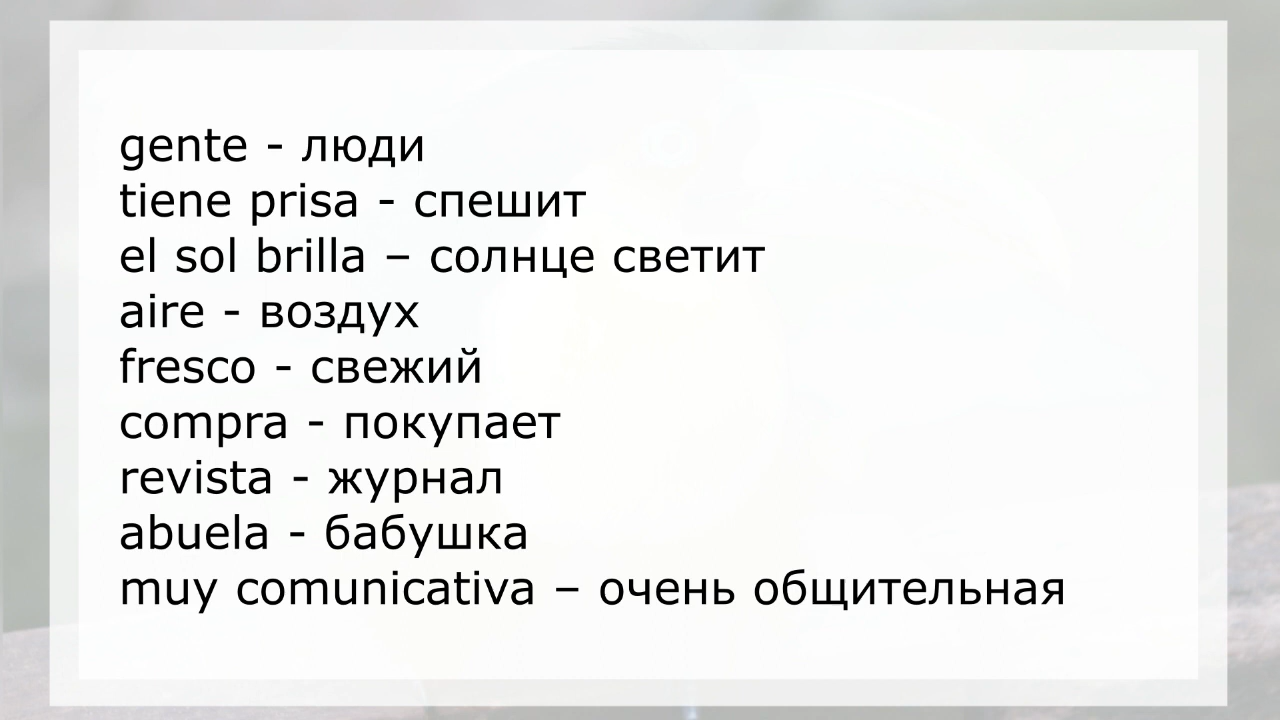 gente - люди
tiene prisa - спешит
el sol brilla – солнце светит
aire - воздух
fresco - свежий
compra - покупает
revista - журнал
abuela - бабушка
muy comunicativa – очень общительная